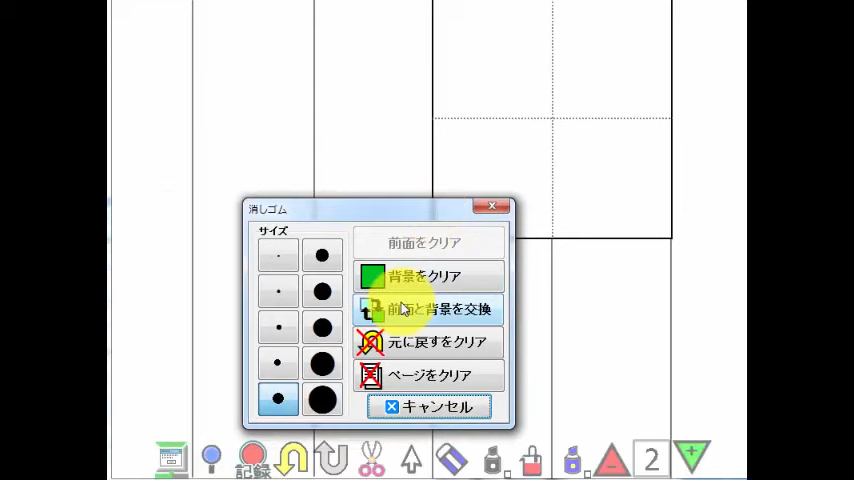 消しゴム
サイズ
前面をクリア
背景をクリア
前面と背景を交換
元に戻すをクリア
ページをクリア
キャンセル
記録
2